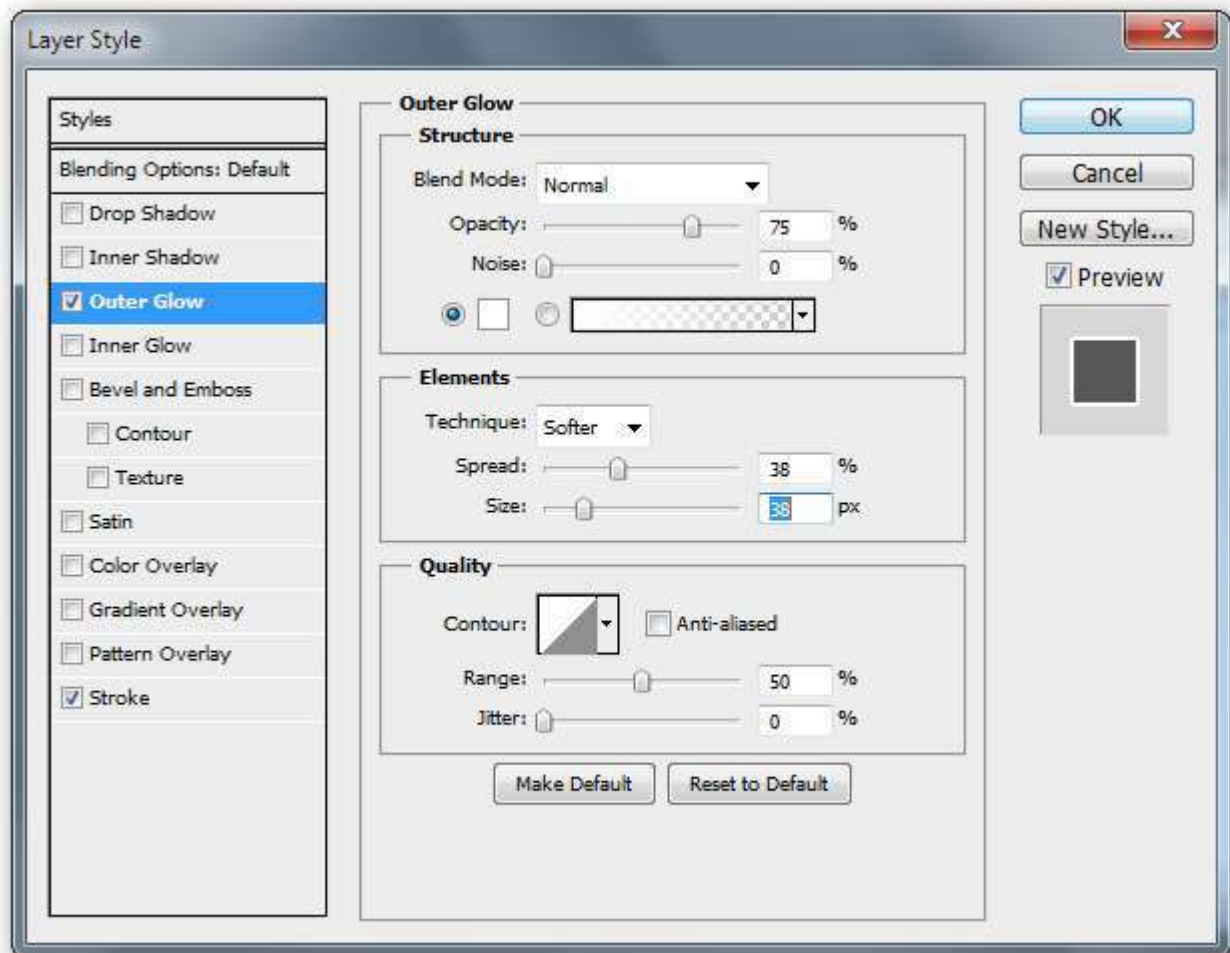 Layer Style
X
Styles
Blending Options: Default
Drop Shadow
Inner Shadow
Outer Glow
Inner Glow
Bevel and Emboss
Contour
Texture
Satin
Color Overlay
Gradient Overlay
Pattern Overlay
Stroke
Outer Glow
Structure
Blend Mode: Normal
Opacity: 75 %
Noise: 0 %
Elements
Technique: Softer
Spread: 38 %
Size: 38 px
Quality
Contour: Anti-aliased
Range: 50 %
Jitter: 0 %
Make Default Reset to Default
OK
Cancel
New Style...
Preview